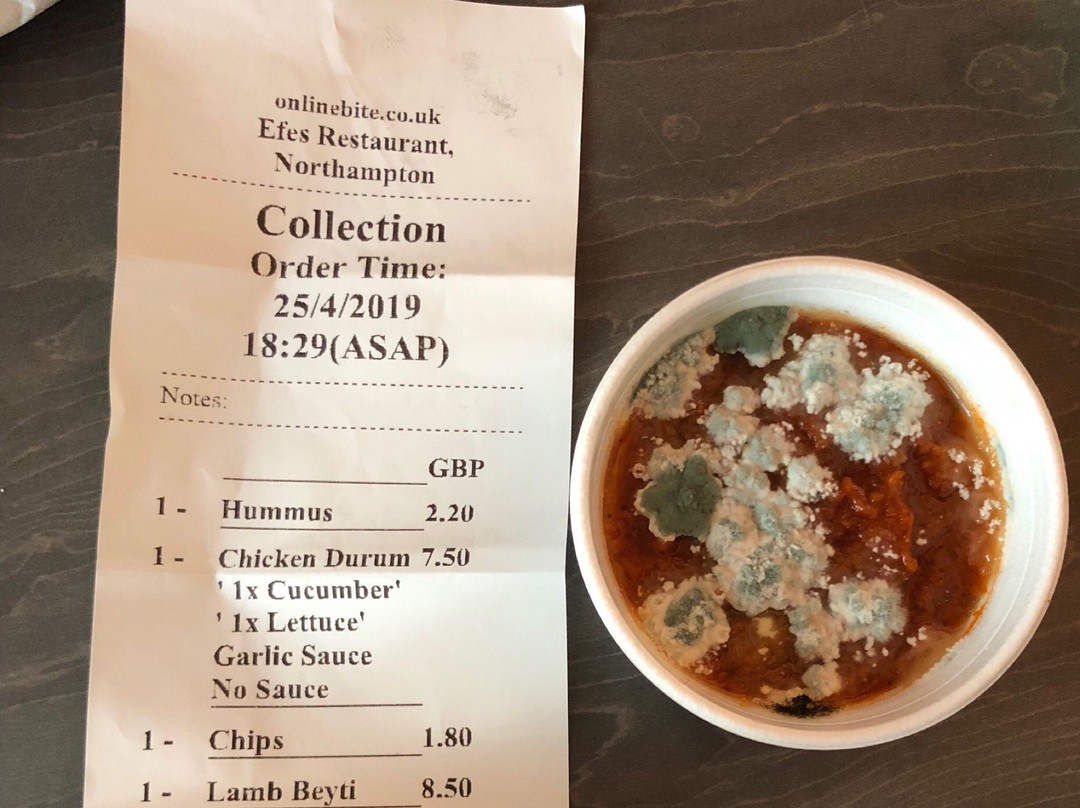 onlinebite.co.uk
Efes Restaurant,
Northampton
Collection
Order Time:
25/4/2019
18:29(ASAP)
Notes:
GBP
1 - Hummus 2.20
1 - Chicken Durum 7.50
' 1x Cucumber'
' 1x Lettuce'
Garlic Sauce
No Sauce
1 - Chips 1.80
1 - Lamb Beyti 8.50